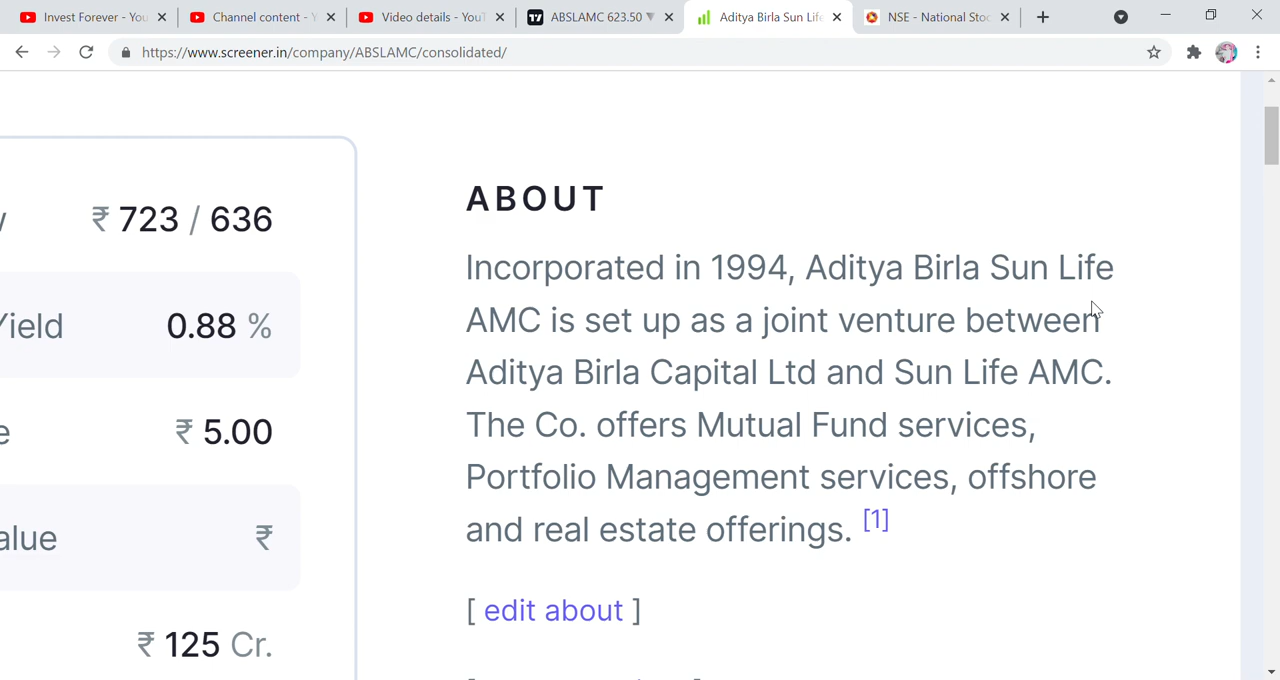 Invest Forever - You
Channel content - Y
Video details - YouT
ABSLAMC 623.50 ▼
Aditya Birla Sun Life
NSE - National Stoc
https://www.screener.in/company/ABSLAMC/consolidated/
₹ 723 / 636
Yield 0.88 %
e ₹ 5.00
alue ₹
₹ 125 Cr.
ABOUT
Incorporated in 1994, Aditya Birla Sun Life
AMC is set up as a joint venture between
Aditya Birla Capital Ltd and Sun Life AMC.
The Co. offers Mutual Fund services,
Portfolio Management services, offshore
and real estate offerings. [1]
[ edit about ]